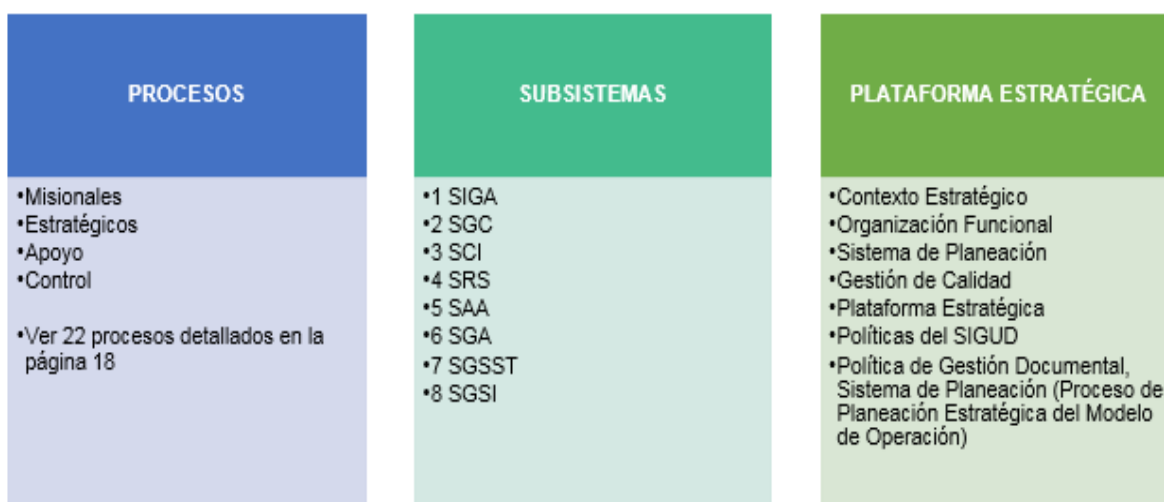 PROCESOS
•Misionales
•Estratégicos
•Apoyo
•Control
•Ver 22 procesos detallados en la
página 18
SUBSISTEMAS
•1 SIGA
•2 SGC
•3 SCI
•4 SRS
•5 SAA
•6 SGA
•7 SGSST
•8 SGSI
PLATAFORMA ESTRATÉGICA
•Contexto Estratégico
•Organización Funcional
•Sistema de Planeación
•Gestión de Calidad
•Plataforma Estratégica
•Políticas del SIGUD
•Política de Gestión Documental,
Sistema de Planeación (Proceso de
Planeación Estratégica del Modelo
de Operación)